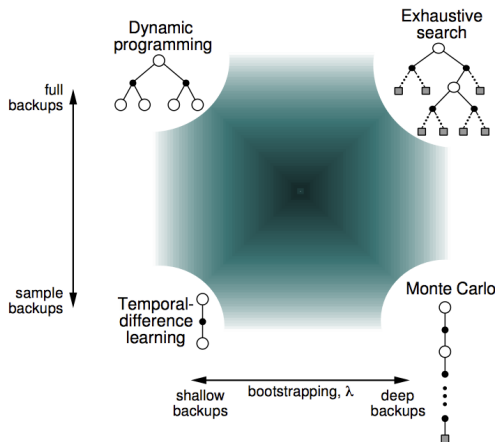 Dynamic
programming
Exhaustive
search
full
backups
sample
backups
Temporal-
difference
learning
Monte Carlo
shallow
backups
bootstrapping, λ
deep
backups